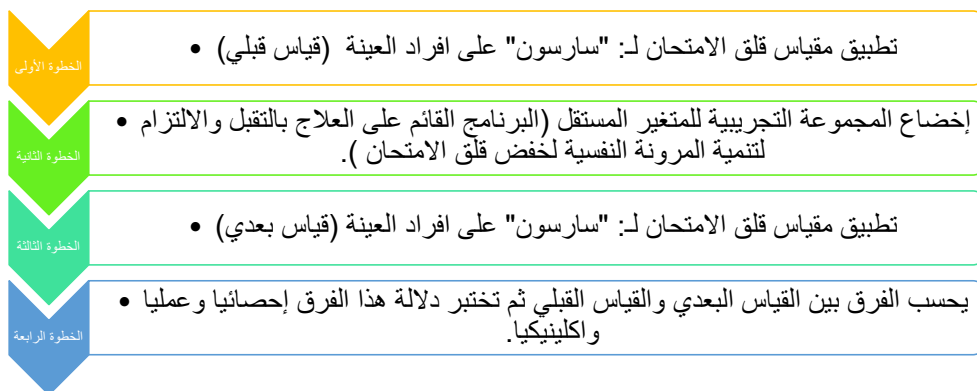 الخطوة الأولى
تطبيق مقياس قلق الامتحان لـ: "سارسون" على افراد العينة (قياس قبلي) •
الخطوة الثانية
إخضاع المجموعة التجريبية للمتغير المستقل (البرنامج القائم على العلاج بالتقبل والالتزام •
لتنمية المرونة النفسية لخفض قلق الامتحان ).
الخطوة الثالثة
تطبيق مقياس قلق الامتحان لـ: "سارسون" على افراد العينة (قياس بعدي) •
الخطوة الرابعة
يحسب الفرق بين القياس البعدي والقياس القبلي ثم تختبر دلالة هذا الفرق إحصائيا وعمليا •
واكلينيكيا.